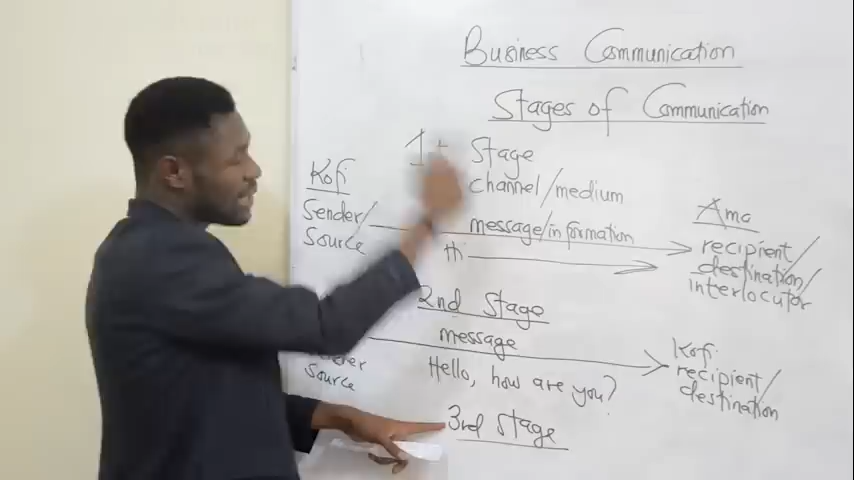 Business Communication
Stages of Communication
Stage
Kofi
channel/medium
Ama
Sender/
message/information
Source
recipient/
destination/
interlocutor
2nd Stage
message
Kofi
recipient/
Hello, how are you?
Source
destination
3rd Stage